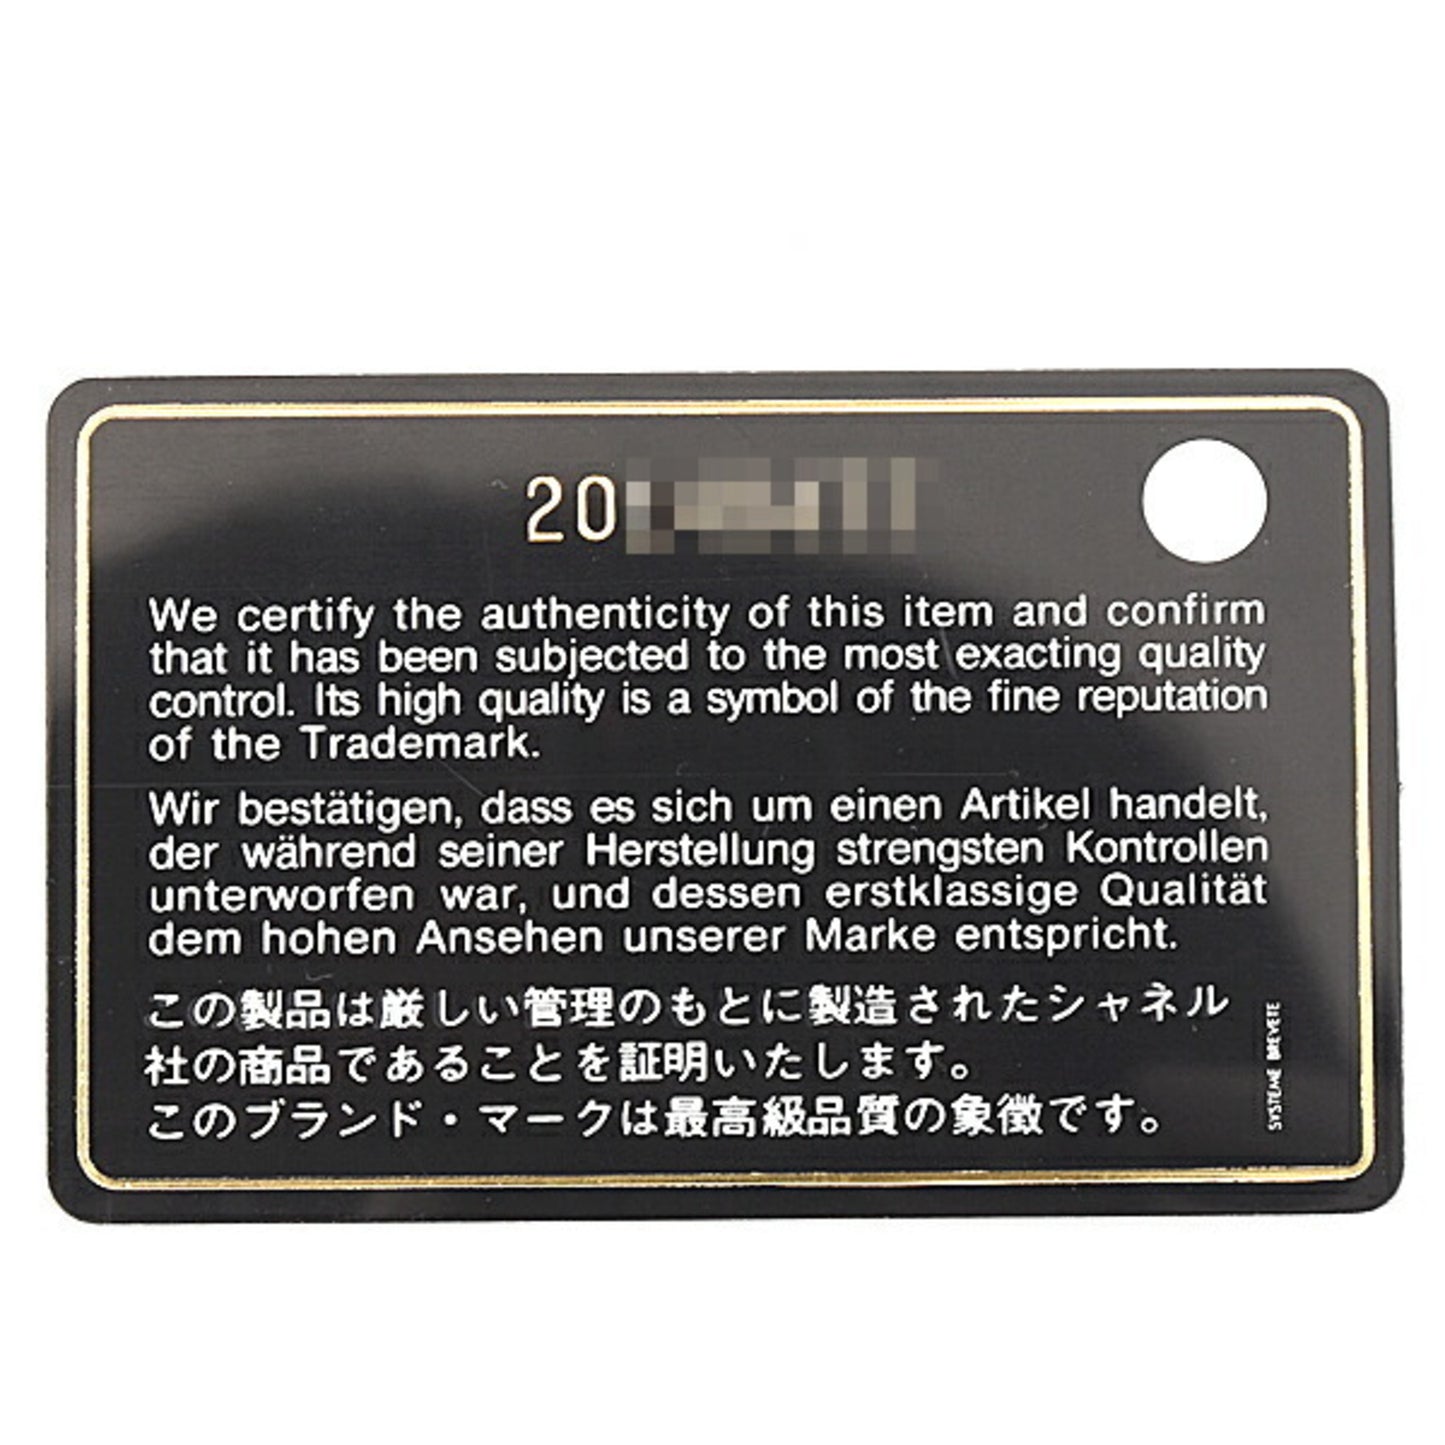 20
We certify the authenticity of this item and confirm
that it has been subjected to the most exacting quality
control. Its high quality is a symbol of the fine reputation
of the Trademark.
Wir bestätigen, dass es sich um einen Artikel handelt,
der während seiner Herstellung strengsten Kontrollen
unterworfen war, und dessen erstklassige Qualität
dem hohen Ansehen unserer Marke entspricht.
この製品は厳しい管理のもとに製造されたシャネル
社の商品であることを証明いたします。
このブランド・マークは最高級品質の象徴です。
SYSTEME BREVETE